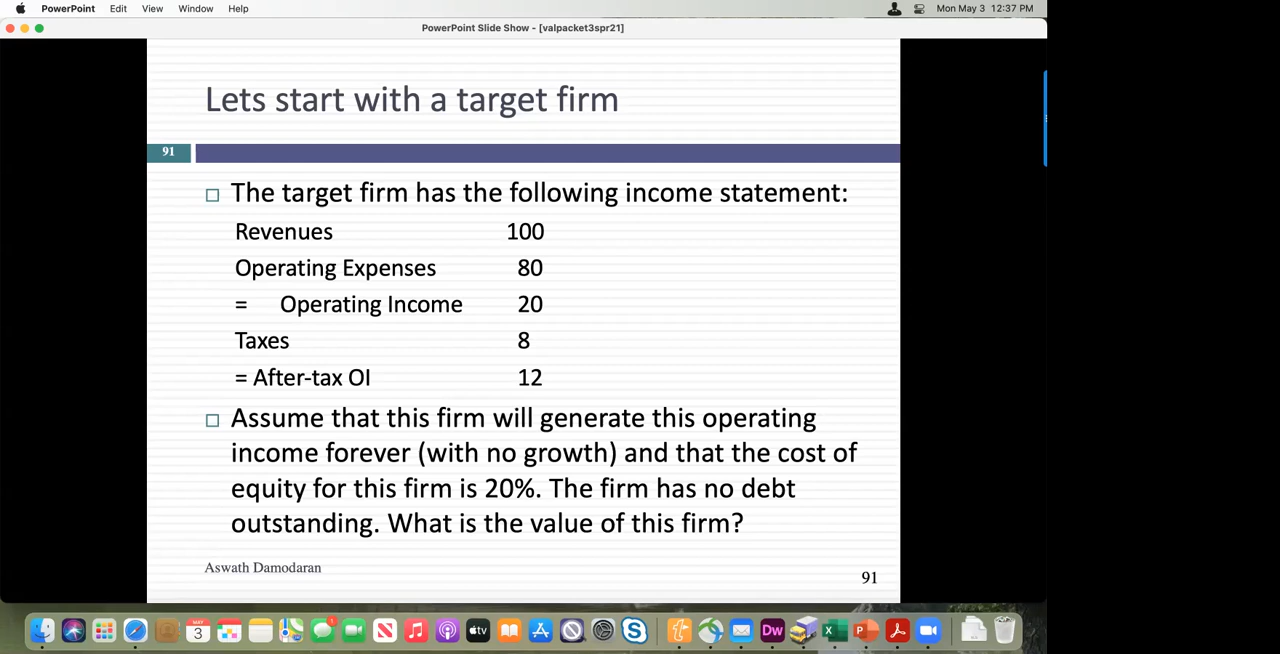 PowerPoint Edit View Window Help Mon May 3 12:37 PM
PowerPoint Slide Show - [valpacket3spr21]
Lets start with a target firm
91
The target firm has the following income statement:
Revenues 100
Operating Expenses 80
= Operating Income 20
Taxes 8
= After-tax OI 12
Assume that this firm will generate this operating
income forever (with no growth) and that the cost of
equity for this firm is 20%. The firm has no debt
outstanding. What is the value of this firm?
Aswath Damodaran
91
MAY
3
tv
Dw
X
P